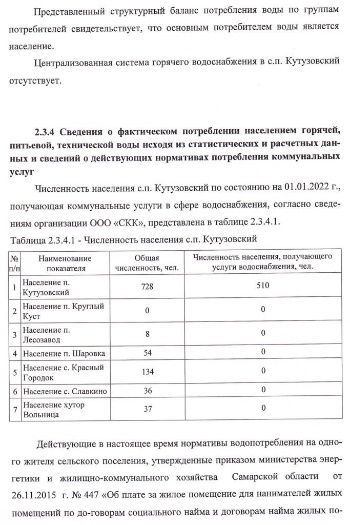 Представленный структурный баланс потребления воды по группам
потребителей свидетельствует, что основным потребителем воды является
население.
Централизованная система горячего водоснабжения в с.п. Кутузовский
отсутствует.
2.3.4 Сведения о фактическом потреблении населением горячей,
питьевой, технической воды исходя из статистических и расчетных дан-
ных и сведений о действующих нормативах потребления коммунальных
услуг
Численность населения с.п. Кутузовский по состоянию на 01.01.2022 г.,
получающая коммунальные услуги в сфере водоснабжения, согласно сведе-
ниям организации ООО «СКК», представлена в таблице 2.3.4.1.
Таблица 2.3.4.1 - Численность населения с.п. Кутузовский
№ п/п Наименование показателя Общая численность, чел. Численность населения, получающего услуги водоснабжения, чел.
1 Население п. Кутузовский 728 510
2 Население п. Круглый Куст 0 0
3 Население п. Лесозавод 8 0
4 Население п. Шаровка 54 0
5 Население с. Красный Городок 134 0
6 Население с. Славкино 36 0
7 Население хутор Вольница 37 0
Действующие в настоящее время нормативы водопотребления на одно-
го жителя сельского поселения, утвержденные приказом министерства энер-
гетики и жилищно-коммунального хозяйства Самарской области от
26.11.2015 г. № 447 «Об плате за жилое помещение для нанимателей жилых
помещений по до-говорам социального найма и договорам найма жилых по-